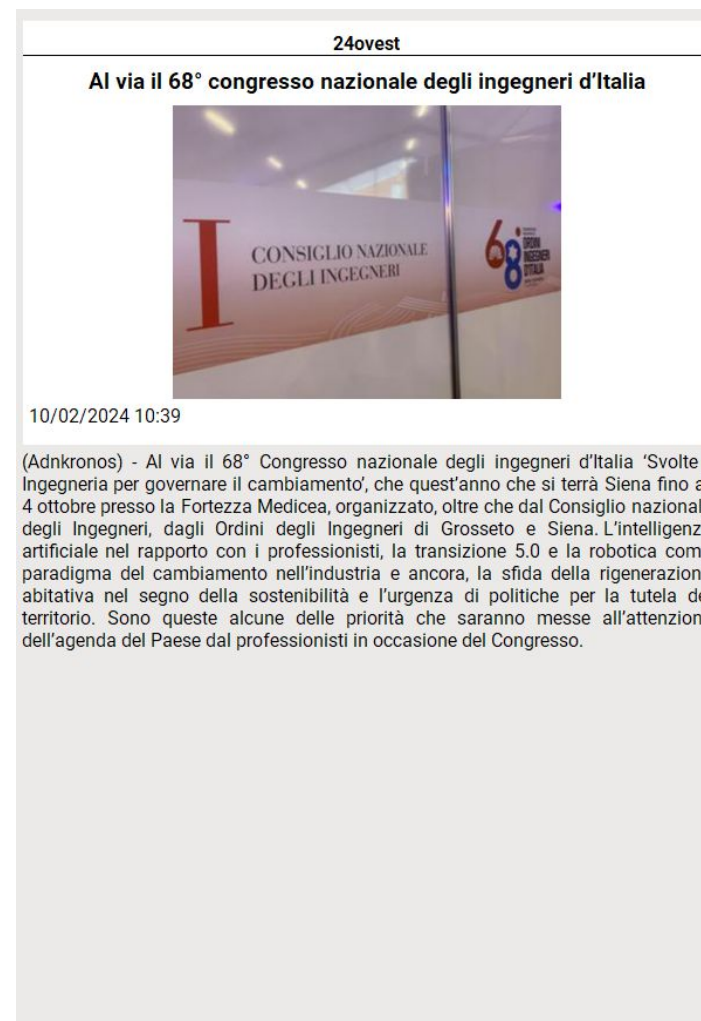 24ovest
Al via il 68° congresso nazionale degli ingegneri d'Italia
I
CONSIGLIO NAZIONALE
DEGLI INGEGNERI
68°
ORDINI
INGEGNERI
D'ITALIA
10/02/2024 10:39
(Adnkronos) - Al via il 68° Congresso nazionale degli ingegneri d'Italia 'Svolte
Ingegneria per governare il cambiamento', che quest'anno che si terrà Siena fino a
4 ottobre presso la Fortezza Medicea, organizzato, oltre che dal Consiglio nazional
degli Ingegneri, dagli Ordini degli Ingegneri di Grosseto e Siena. L'intelligenz
artificiale nel rapporto con i professionisti, la transizione 5.0 e la robotica com
paradigma del cambiamento nell'industria e ancora, la sfida della rigenerazion
abitativa nel segno della sostenibilità e l'urgenza di politiche per la tutela de
territorio. Sono queste alcune delle priorità che saranno messe all'attenzion
dell'agenda del Paese dal professionisti in occasione del Congresso.